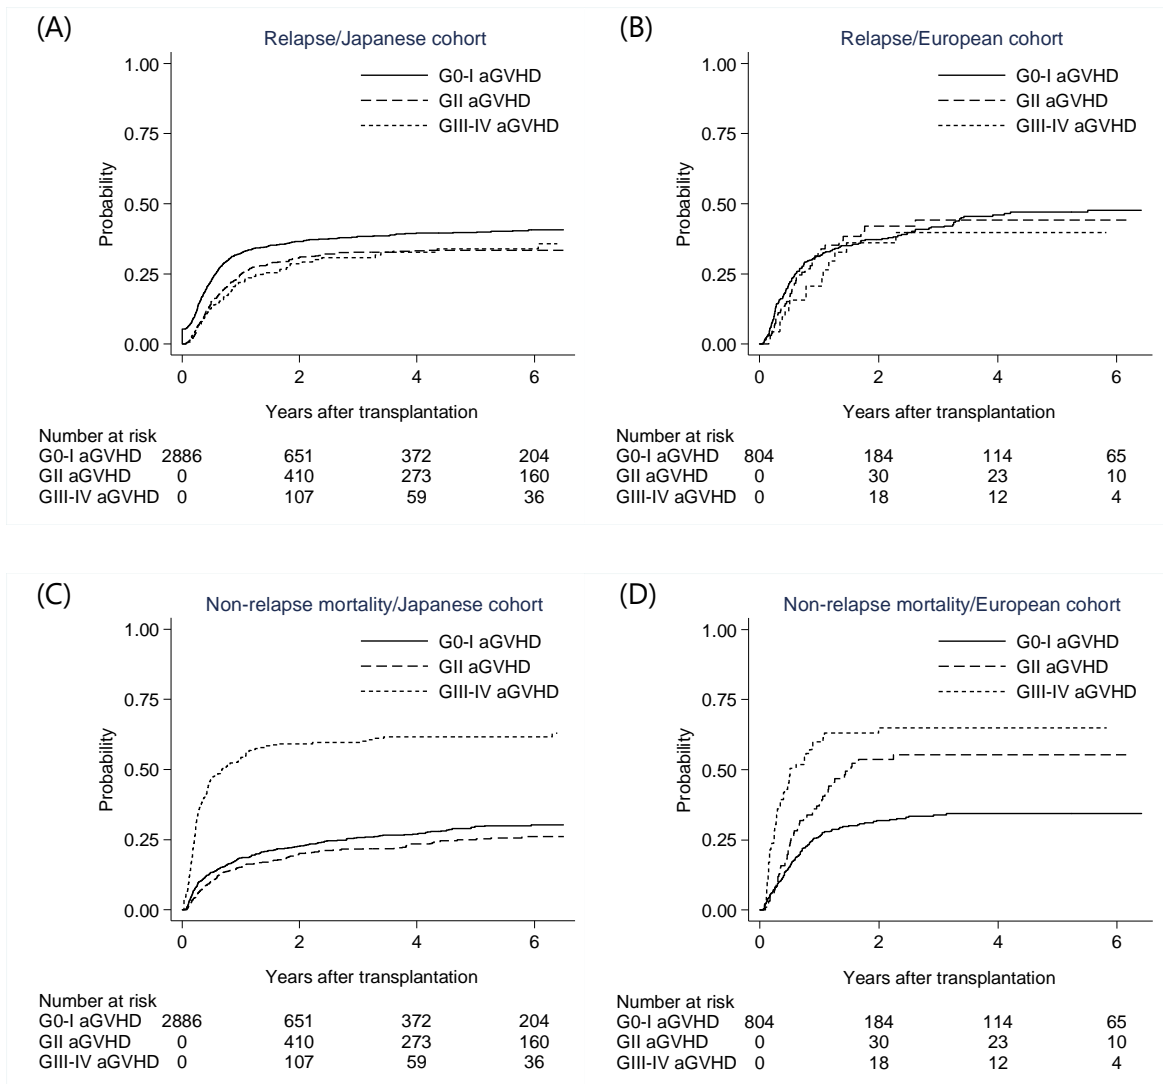 (A)
Relapse/Japanese cohort
G0-I aGVHD
GII aGVHD
GIII-IV aGVHD
Probability
1.00
0.75
0.50
0.25
0.00
0 2 4 6
Years after transplantation
Number at risk
G0-I aGVHD 2886 651 372 204
GII aGVHD 0 410 273 160
GIII-IV aGVHD 0 107 59 36
(B)
Relapse/European cohort
G0-I aGVHD
GII aGVHD
GIII-IV aGVHD
Probability
1.00
0.75
0.50
0.25
0.00
0 2 4 6
Years after transplantation
Number at risk
G0-I aGVHD 804 184 114 65
GII aGVHD 0 30 23 10
GIII-IV aGVHD 0 18 12 4
(C)
Non-relapse mortality/Japanese cohort
G0-I aGVHD
GII aGVHD
GIII-IV aGVHD
Probability
1.00
0.75
0.50
0.25
0.00
0 2 4 6
Years after transplantation
Number at risk
G0-I aGVHD 2886 651 372 204
GII aGVHD 0 410 273 160
GIII-IV aGVHD 0 107 59 36
(D)
Non-relapse mortality/European cohort
G0-I aGVHD
GII aGVHD
GIII-IV aGVHD
Probability
1.00
0.75
0.50
0.25
0.00
0 2 4 6
Years after transplantation
Number at risk
G0-I aGVHD 804 184 114 65
GII aGVHD 0 30 23 10
GIII-IV aGVHD 0 18 12 4